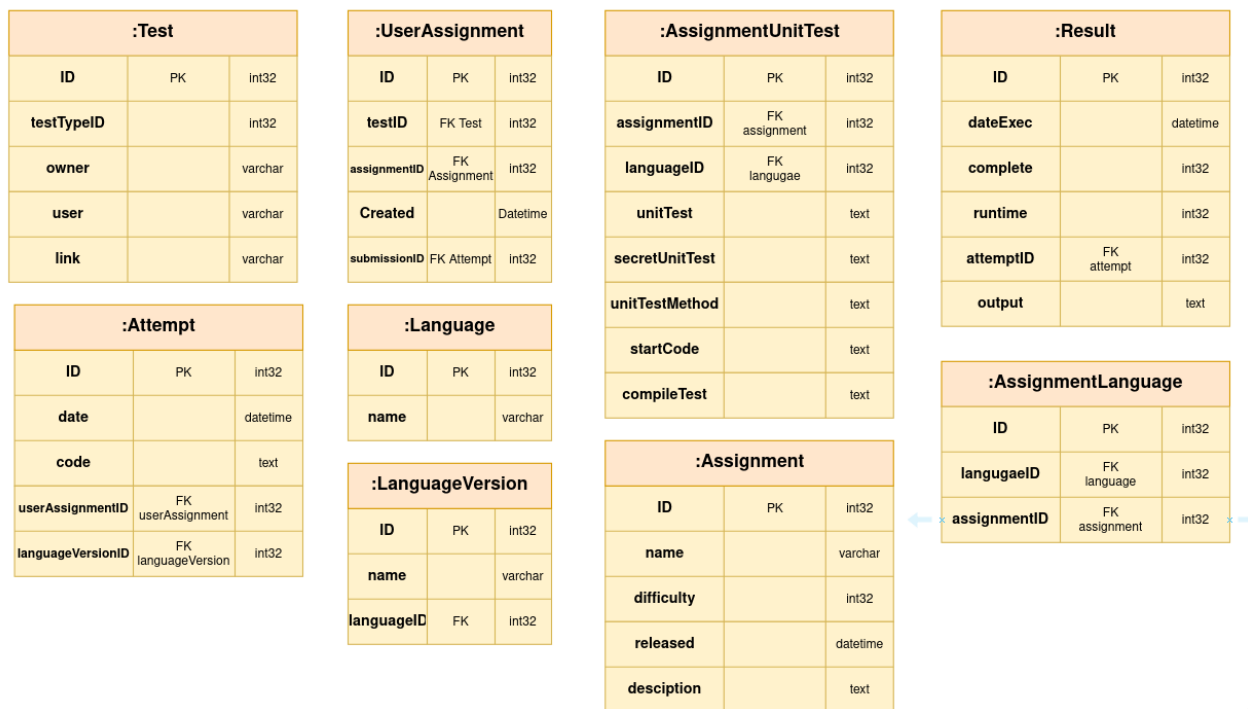 :Test
ID PK int32
testTypeID int32
owner varchar
user varchar
link varchar
:UserAssignment
ID PK int32
testID FK Test int32
assignmentID FK Assignment int32
Created Datetime
submissionID FK Attempt int32
:AssignmentUnitTest
ID PK int32
assignmentID FK assignment int32
languageID FK langugae int32
unitTest text
secretUnitTest text
unitTestMethod text
startCode text
compileTest text
:Result
ID PK int32
dateExec datetime
complete int32
runtime int32
attemptID FK attempt int32
output text
:Attempt
ID PK int32
date datetime
code text
userAssignmentID FK userAssignment int32
languageVersionID FK languageVersion int32
:Language
ID PK int32
name varchar
:LanguageVersion
ID PK int32
name varchar
languageID FK int32
:Assignment
ID PK int32
name varchar
difficulty int32
released datetime
desciption text
:AssignmentLanguage
ID PK int32
langugaeID FK language int32
assignmentID FK assignment int32